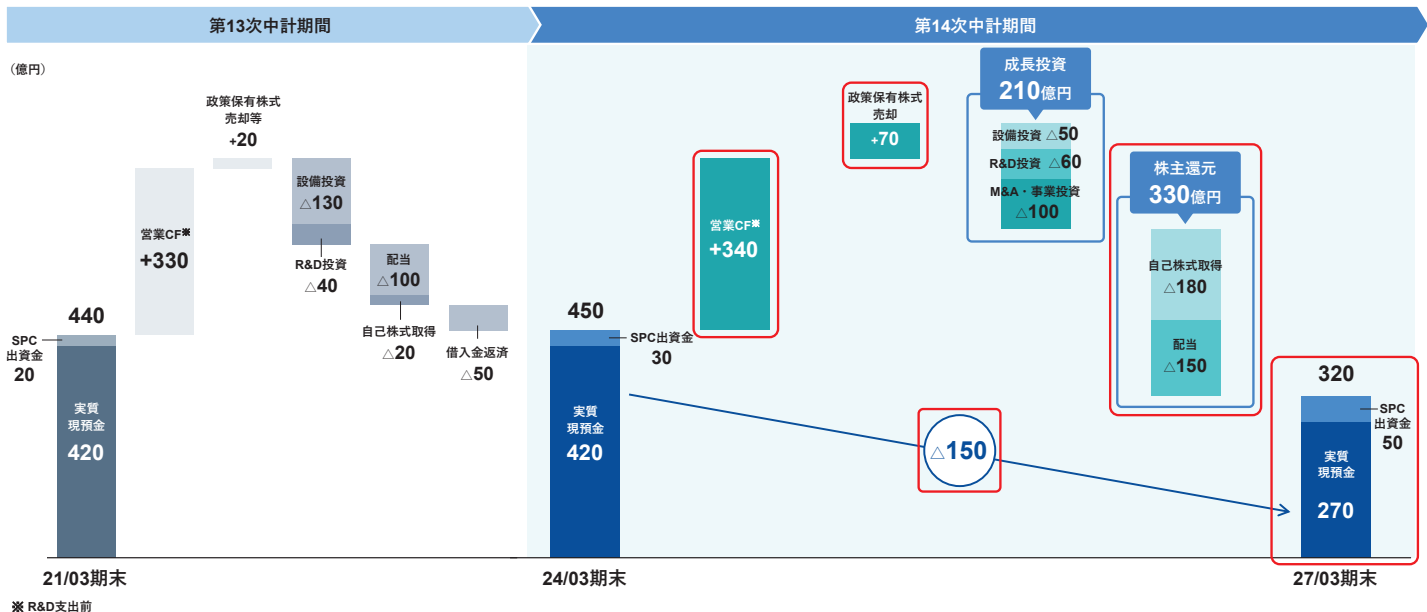 第13次中計期間
第14次中計期間
（億円）
政策保有株式
売却等
+20
設備投資
△130
営業CF※
+330
R&D投資
△40
配当
△100
自己株式取得
△20
借入金返済
△50
440
SPC
出資金
20
実質
現預金
420
21/03期末
※ R&D支出前
450
SPC出資金
30
実質
現預金
420
24/03期末
営業CF※
+340
政策保有株式
売却
+70
成長投資
210億円
設備投資 △50
R&D投資 △60
M&A・事業投資
△100
株主還元
330億円
自己株式取得
△180
配当
△150
△150
320
SPC
出資金
50
実質
現預金
270
27/03期末